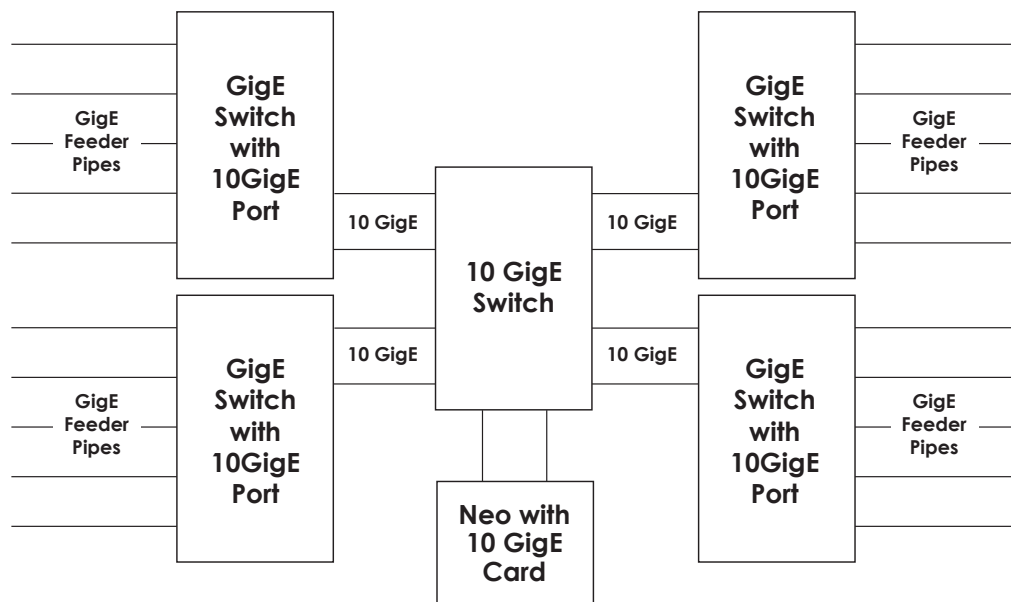 GigE
Feeder
Pipes
GigE
Switch
with
10GigE
Port
10 GigE
10 GigE
Switch
10 GigE
GigE
Switch
with
10GigE
Port
GigE
Feeder
Pipes
GigE
Feeder
Pipes
GigE
Switch
with
10GigE
Port
10 GigE
10 GigE
GigE
Switch
with
10GigE
Port
GigE
Feeder
Pipes
Neo with
10 GigE
Card